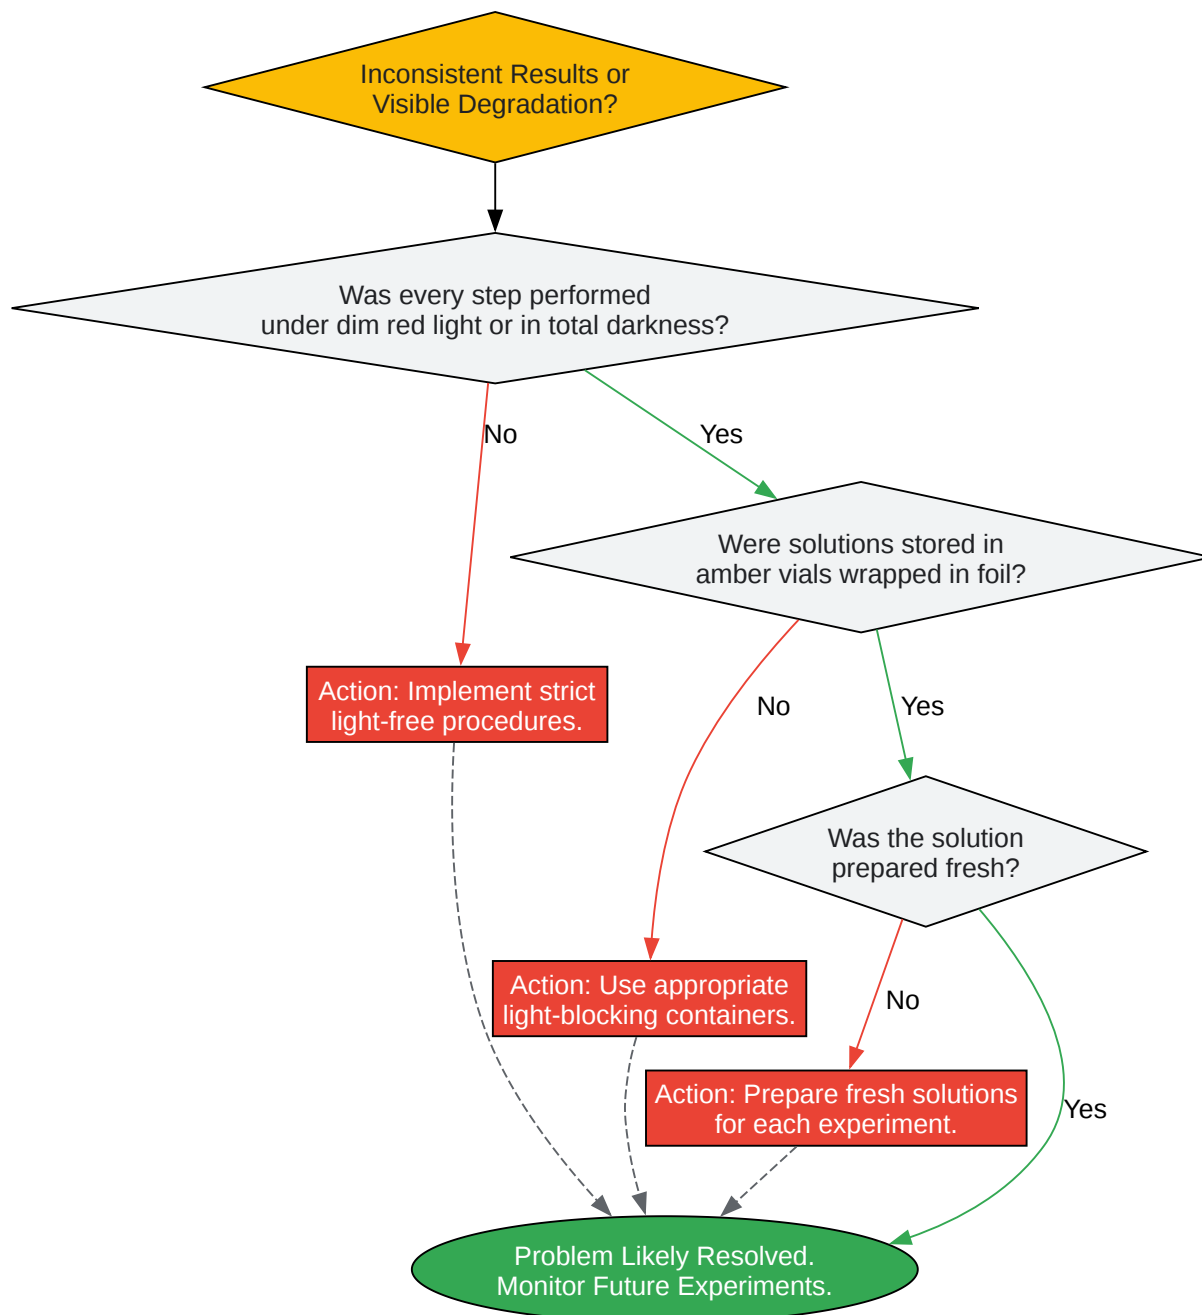 Inconsistent Results or
Visible Degradation?
Was every step performed
under dim red light or in total darkness?
No
Yes
Were solutions stored in
amber vials wrapped in foil?
Action: Implement strict
light-free procedures.
No
Yes
Was the solution
prepared fresh?
Action: Use appropriate
light-blocking containers.
No
Action: Prepare fresh solutions
for each experiment.
Yes
Problem Likely Resolved.
Monitor Future Experiments.